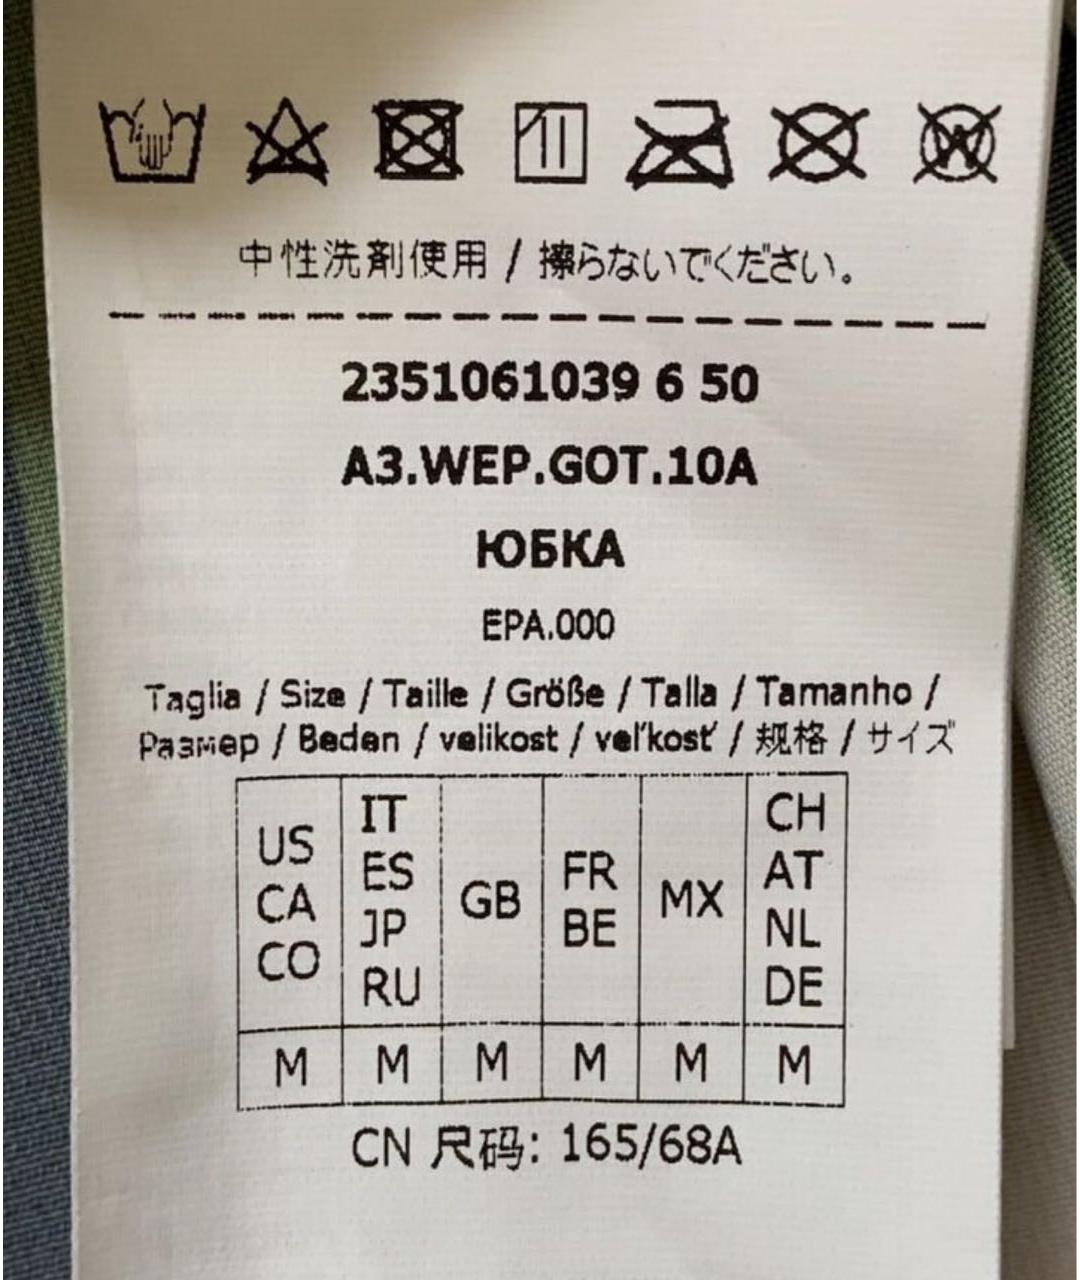 中性洗剤使用 / 擦らないでください。
2351061039 6 50
A3.WEP.GOT.10A
ЮБКА
EPA.000
Taglia / Size / Taille / Größe / Talla / Tamanho /
Размер / Beden / velikost / veľkosť / 规格 / サイズ
US CA CO
IT ES JP RU
GB
FR BE
MX
CH AT NL DE
M M M M M M
CN 尺码: 165/68A